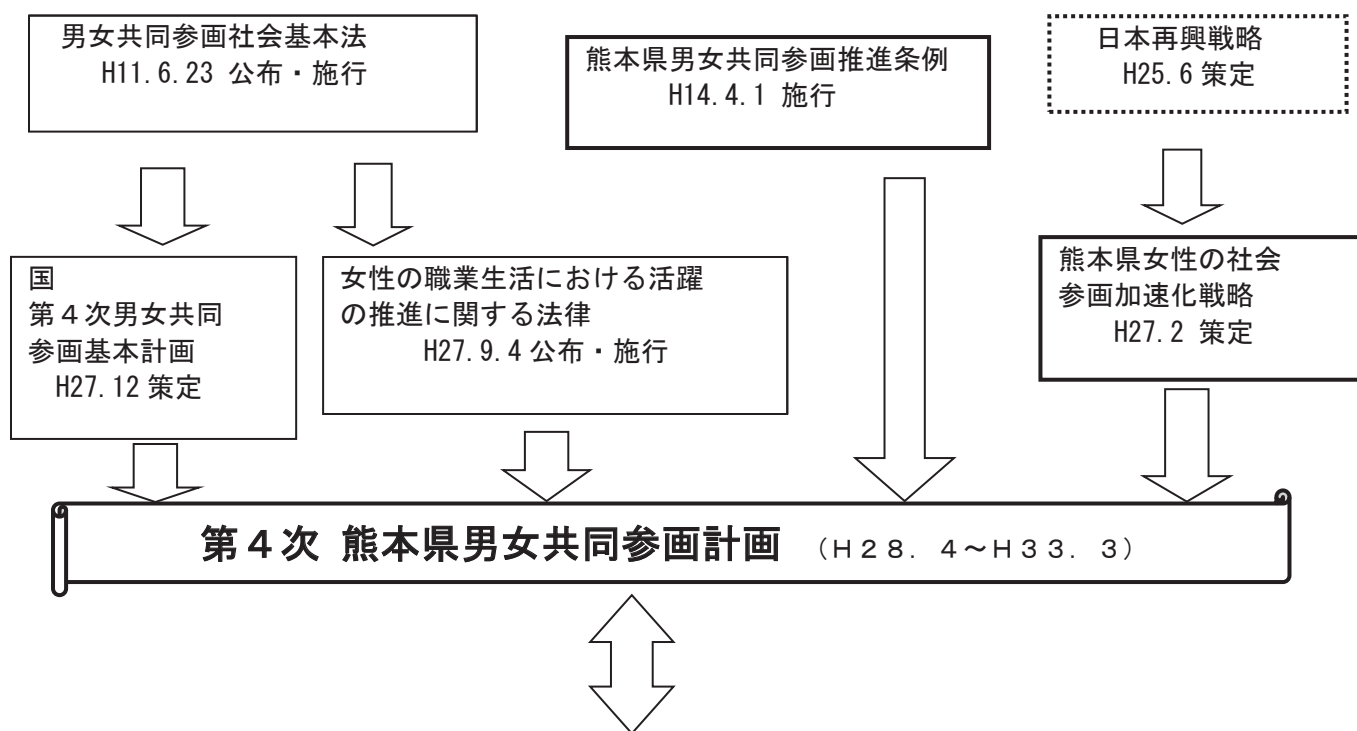 男女共同参画社会基本法
H11.6.23 公布・施行
熊本県男女共同参画推進条例
H14.4.1 施行
日本再興戦略
H25.6 策定
国
第４次男女共同
参画基本計画
H27.12 策定
女性の職業生活における活躍
の推進に関する法律
H27.9.4 公布・施行
熊本県女性の社会
参画加速化戦略
H27.2 策定
第４次 熊本県男女共同参画計画 （Ｈ２８．４～Ｈ３３．３）